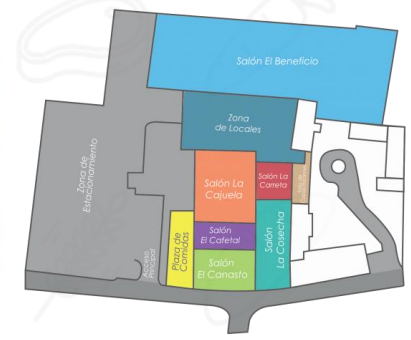 Salón El Beneficio
Zona
de Locales
Zona de
Estacionamiento
Salón La
Cajuela
Salón La
Carreta
Salón
El Cafetal
Salón
La Cosecha
Plaza de
Comidas
Salón
El Canasto
Acceso
Principal